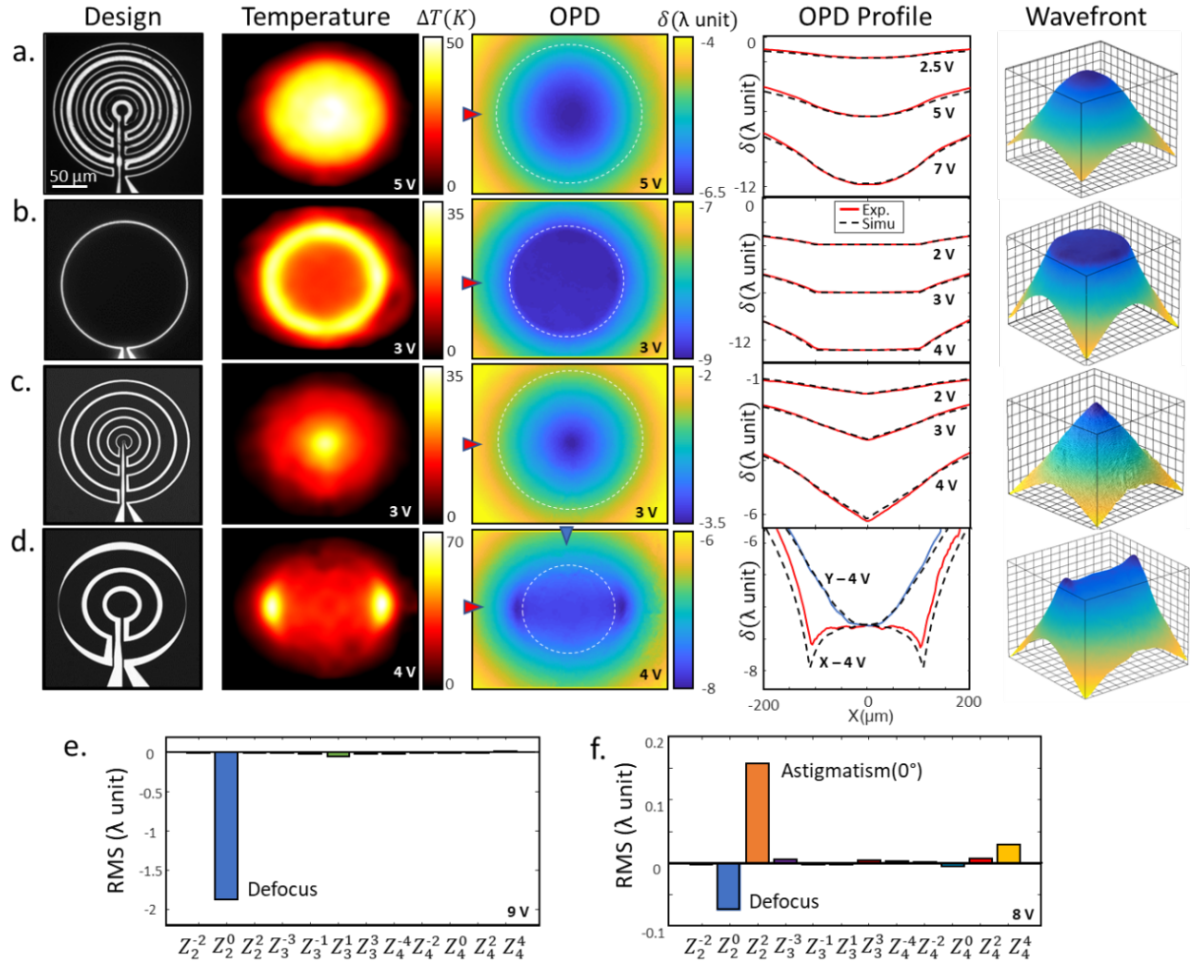 Design Temperature ΔT(K) OPD δ(λ unit) OPD Profile Wavefront
a.
50 μm
5 V
50
0
5 V
-4
-6.5
0
δ(λ unit)
-12
2.5 V
5 V
7 V
b.
3 V
35
0
3 V
-7
-9
0
δ(λ unit)
-12
Exp.
Simu
2 V
3 V
4 V
c.
3 V
35
0
3 V
-2
-3.5
-1
δ(λ unit)
-6
2 V
3 V
4 V
d.
4 V
70
0
4 V
-6
-8
-6
δ(λ unit)
-8
Y – 4 V
X – 4 V
-200 0 200
X(μm)
e.
RMS (λ unit)
0
-0.5
-1
-1.5
-2
Defocus
9 V
Z₂⁻² Z₂⁰ Z₂² Z₃⁻³ Z₃⁻¹ Z₃¹ Z₃³ Z₄⁻⁴ Z₄⁻² Z₄⁰ Z₄² Z₄⁴
f.
RMS (λ unit)
0.2
0.1
0
-0.1
Astigmatism(0°)
Defocus
8 V
Z₂⁻² Z₂⁰ Z₂² Z₃⁻³ Z₃⁻¹ Z₃¹ Z₃³ Z₄⁻⁴ Z₄⁻² Z₄⁰ Z₄² Z₄⁴